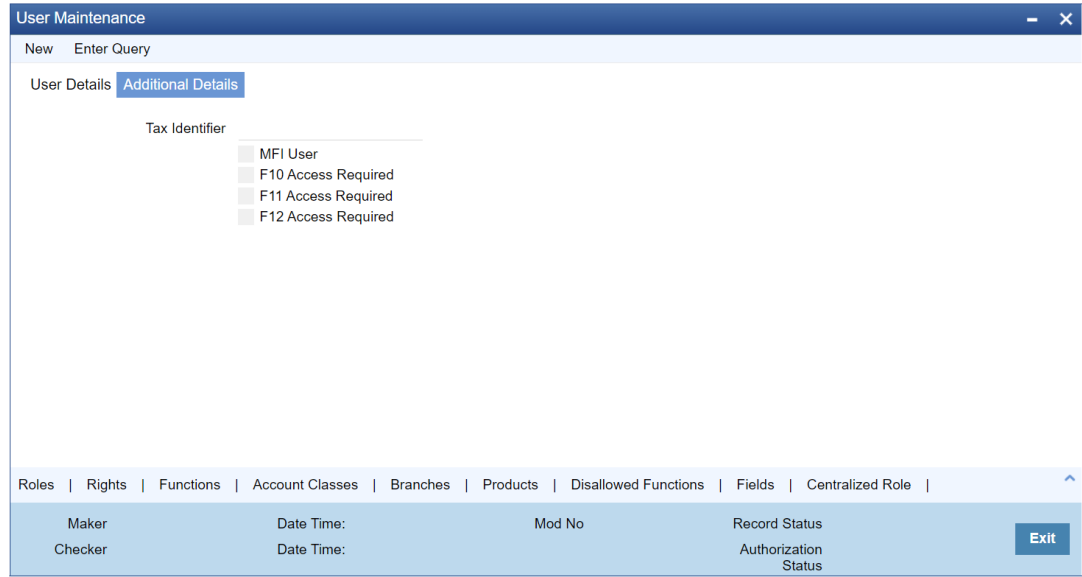 User Maintenance
New Enter Query
User Details Additional Details
Tax Identifier
MFI User
F10 Access Required
F11 Access Required
F12 Access Required
Roles | Rights | Functions | Account Classes | Branches | Products | Disallowed Functions | Fields | Centralized Role |
Maker Date Time: Mod No Record Status
Checker Date Time: Authorization
Status
Exit